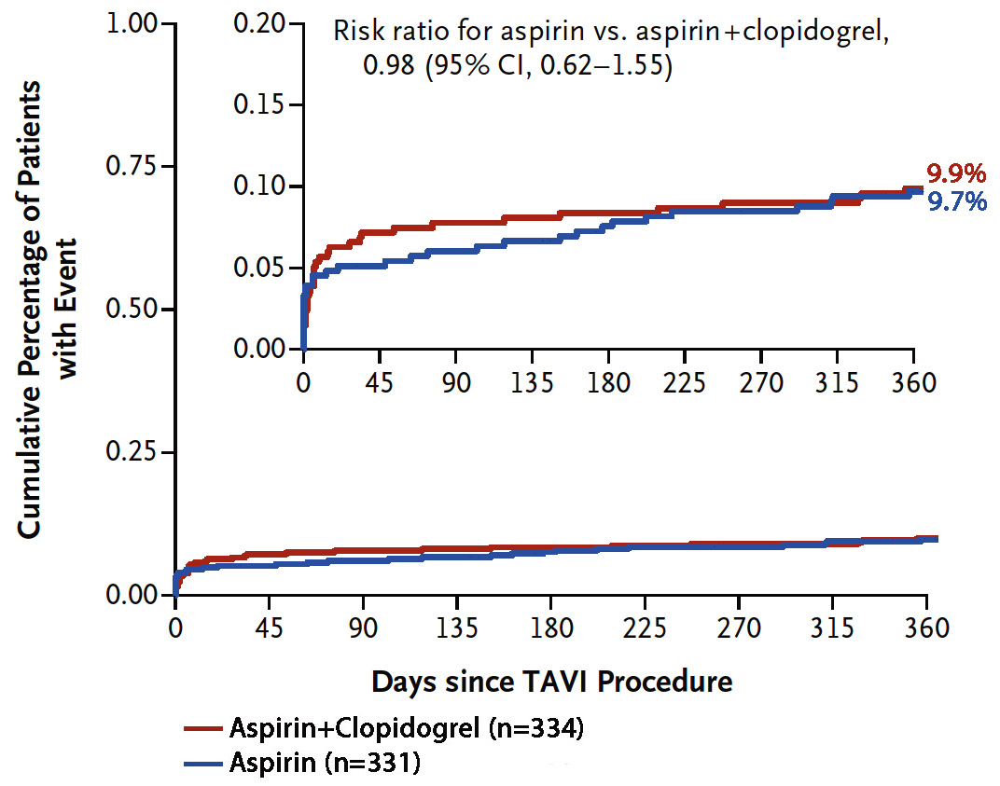 1.00
0.75
0.50
0.25
0.00
Cumulative Percentage of Patients
with Event
0.20
0.15
0.10
0.05
0.00
Risk ratio for aspirin vs. aspirin+clopidogrel,
0.98 (95% CI, 0.62–1.55)
9.9%
9.7%
0 45 90 135 180 225 270 315 360
0 45 90 135 180 225 270 315 360
Days since TAVI Procedure
Aspirin+Clopidogrel (n=334)
Aspirin (n=331)